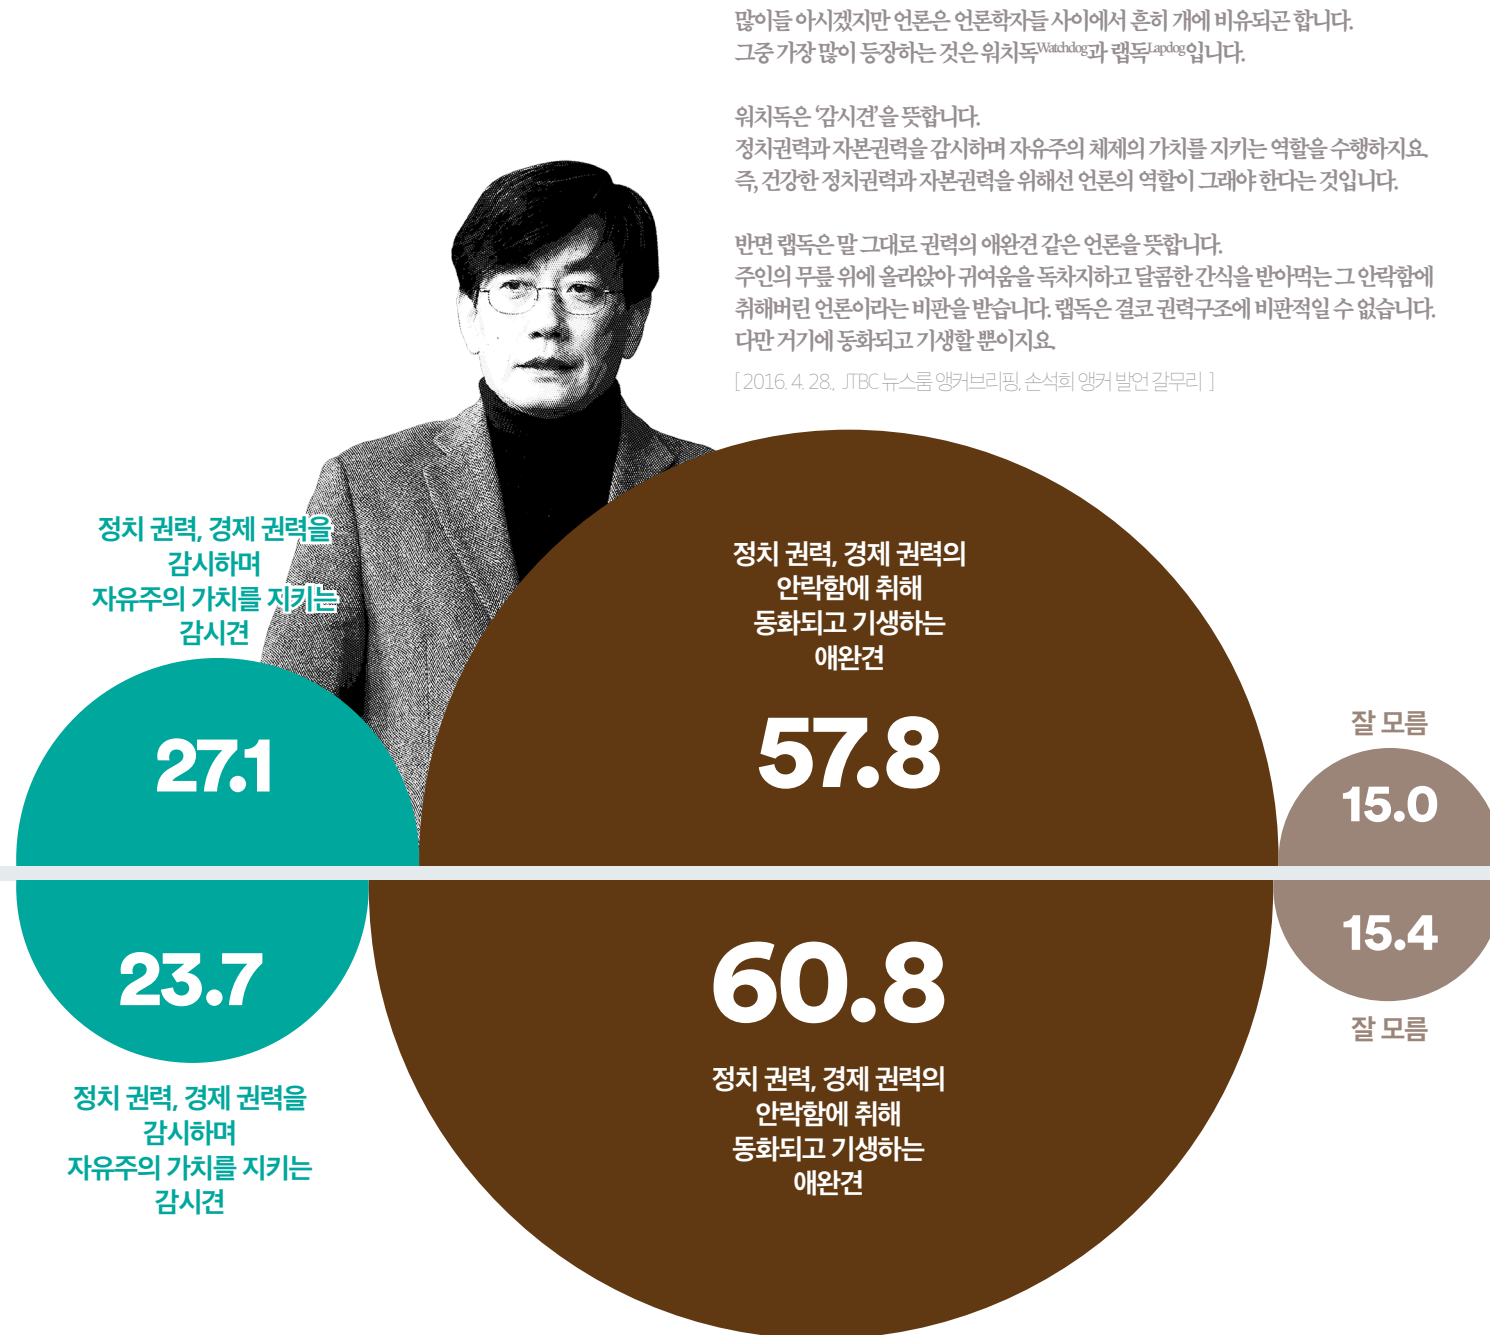 많이들 아시겠지만 언론은 언론학자들 사이에서 흔히 개에 비유되곤 합니다.
그중 가장 많이 등장하는 것은 워치독Watchdog과 랩독Lapdog입니다.
워치독은 ‘감시견’을 뜻합니다.
정치권력과 자본권력을 감시하며 자유주의 체제의 가치를 지키는 역할을 수행하지요.
즉, 건강한 정치권력과 자본권력을 위해선 언론의 역할이 그래야 한다는 것입니다.
반면 랩독은 말 그대로 권력의 애완견 같은 언론을 뜻합니다.
주인의 무릎 위에 올라앉아 귀여움을 독차지하고 달콤한 간식을 받아먹는 그 안락함에
취해버린 언론이라는 비판을 받습니다. 랩독은 결코 권력구조에 비판적일 수 없습니다.
다만 거기에 동화되고 기생할 뿐이지요.
[ 2016. 4. 28., JTBC 뉴스룸 앵커브리핑, 손석희 앵커 발언 갈무리 ]
정치 권력, 경제 권력을
감시하며
자유주의 가치를 지키는
감시견
27.1
정치 권력, 경제 권력의
안락함에 취해
동화되고 기생하는
애완견
57.8
잘 모름
15.0
23.7
정치 권력, 경제 권력을
감시하며
자유주의 가치를 지키는
감시견
60.8
정치 권력, 경제 권력의
안락함에 취해
동화되고 기생하는
애완견
15.4
잘 모름